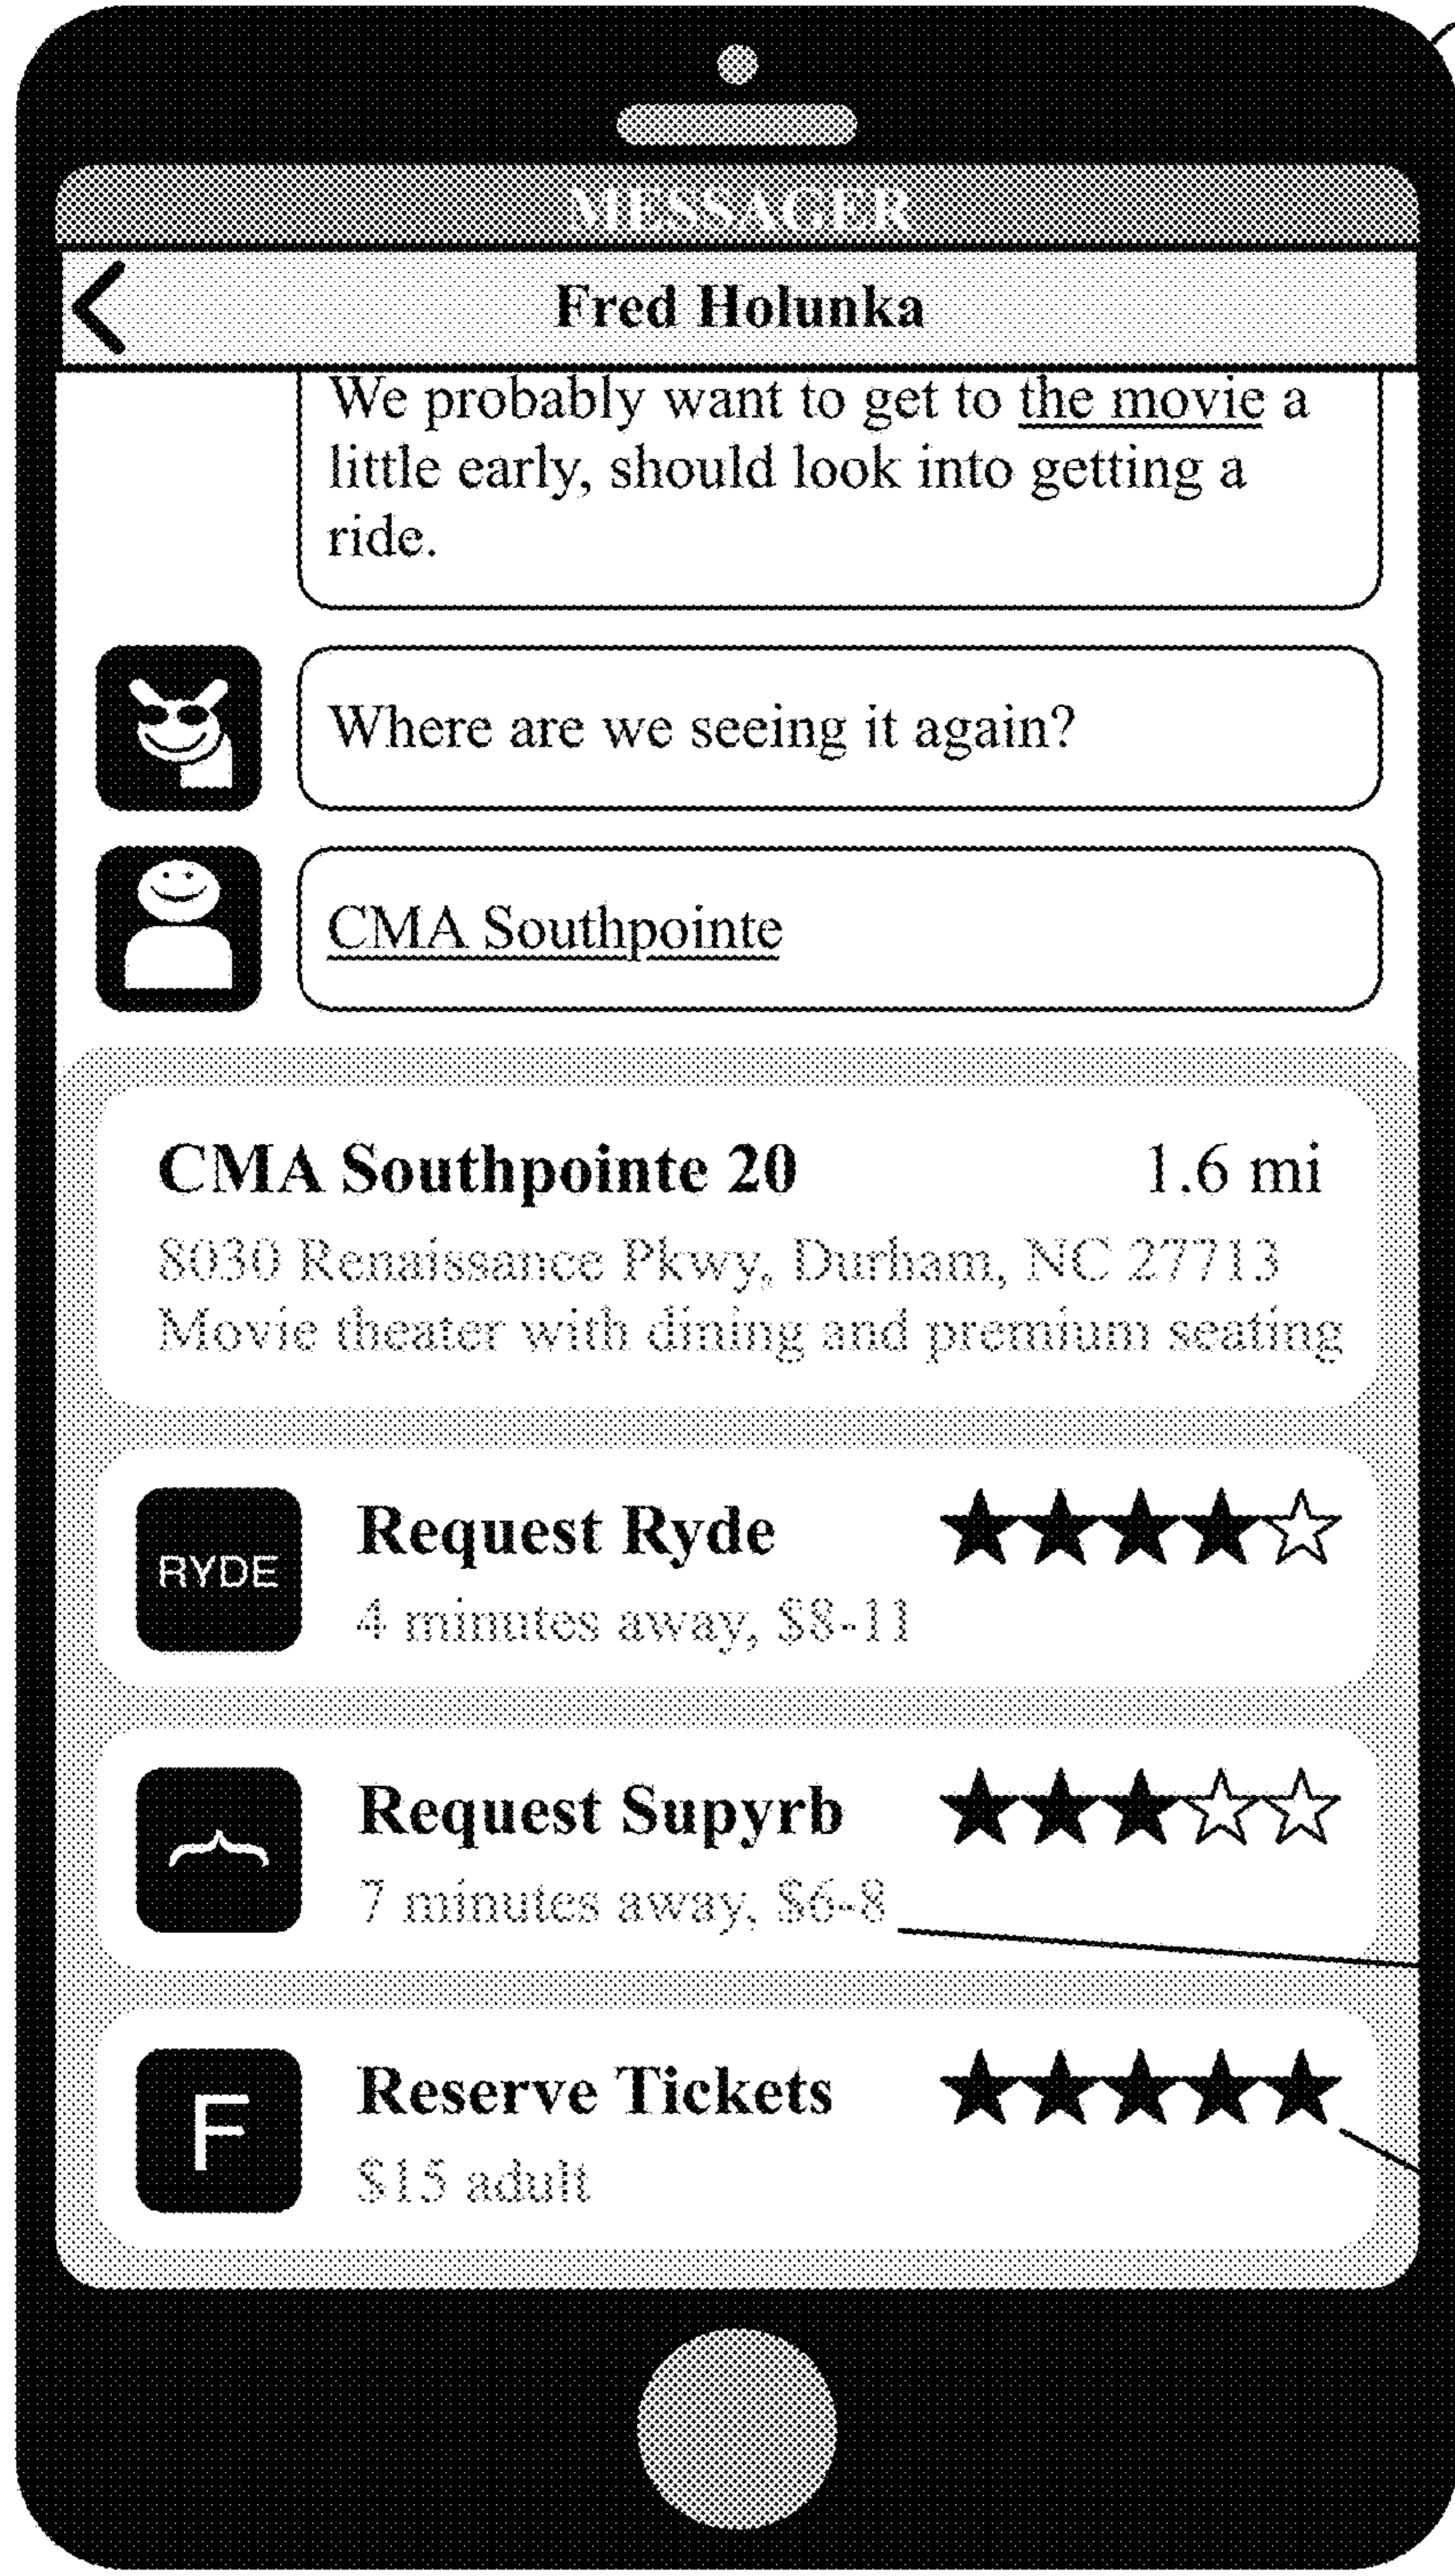 MESSAGER
Fred Holunka
We probably want to get to the movie a
little early, should look into getting a
ride.
Where are we seeing it again?
CMA Southpointe
CMA Southpointe 20 1.6 mi
8030 Renaissance Pkwy, Durham, NC 27713
Movie theater with dining and premium seating
RYDE
Request Ryde
4 minutes away, $8-11
Request Supyrb
7 minutes away, $6-8
F
Reserve Tickets
$15 adult